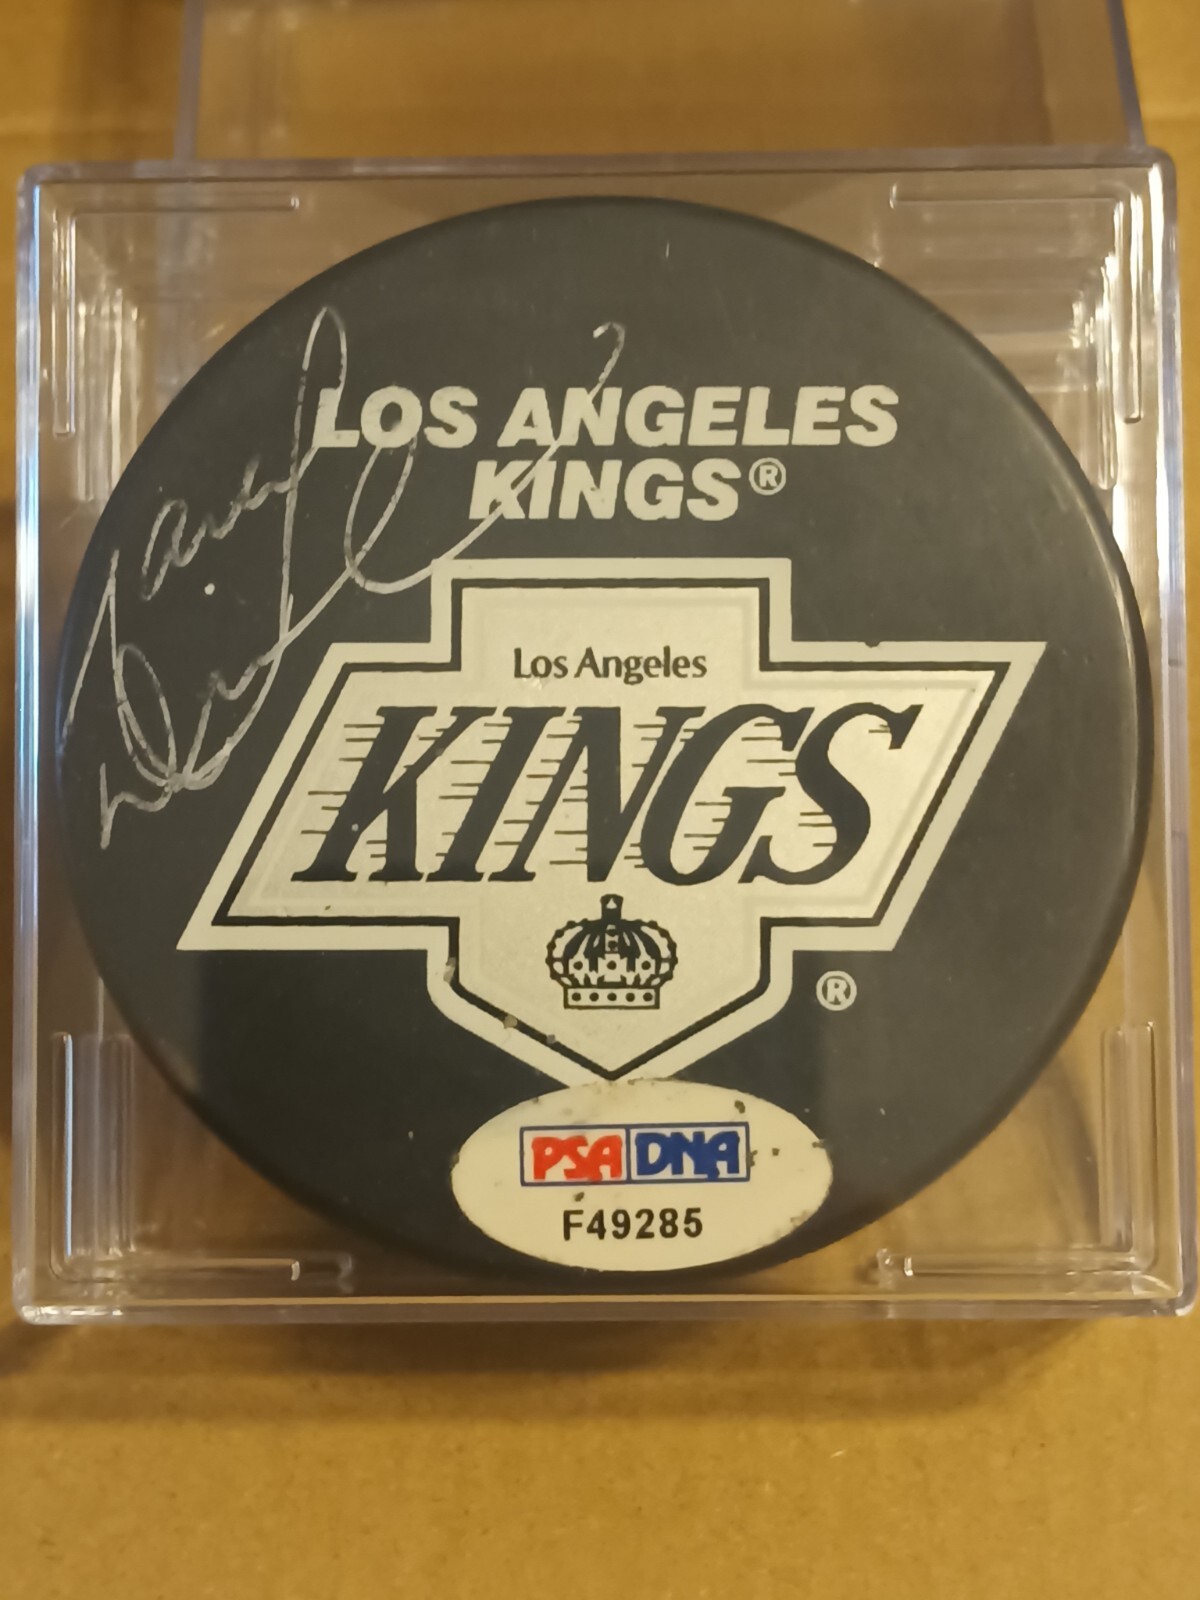 LOS ANGELES
KINGS®
Los Angeles
KINGS
®
PSA DNA
F49285